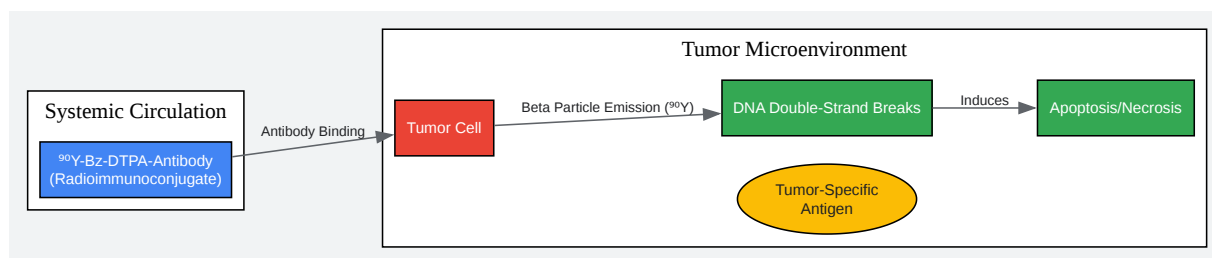 Tumor Microenvironment
Systemic Circulation
⁹⁰Y-Bz-DTPA-Antibody
(Radioimmunoconjugate)
Antibody Binding
Tumor Cell
Beta Particle Emission (⁹⁰Y)
DNA Double-Strand Breaks
Induces
Apoptosis/Necrosis
Tumor-Specific
Antigen